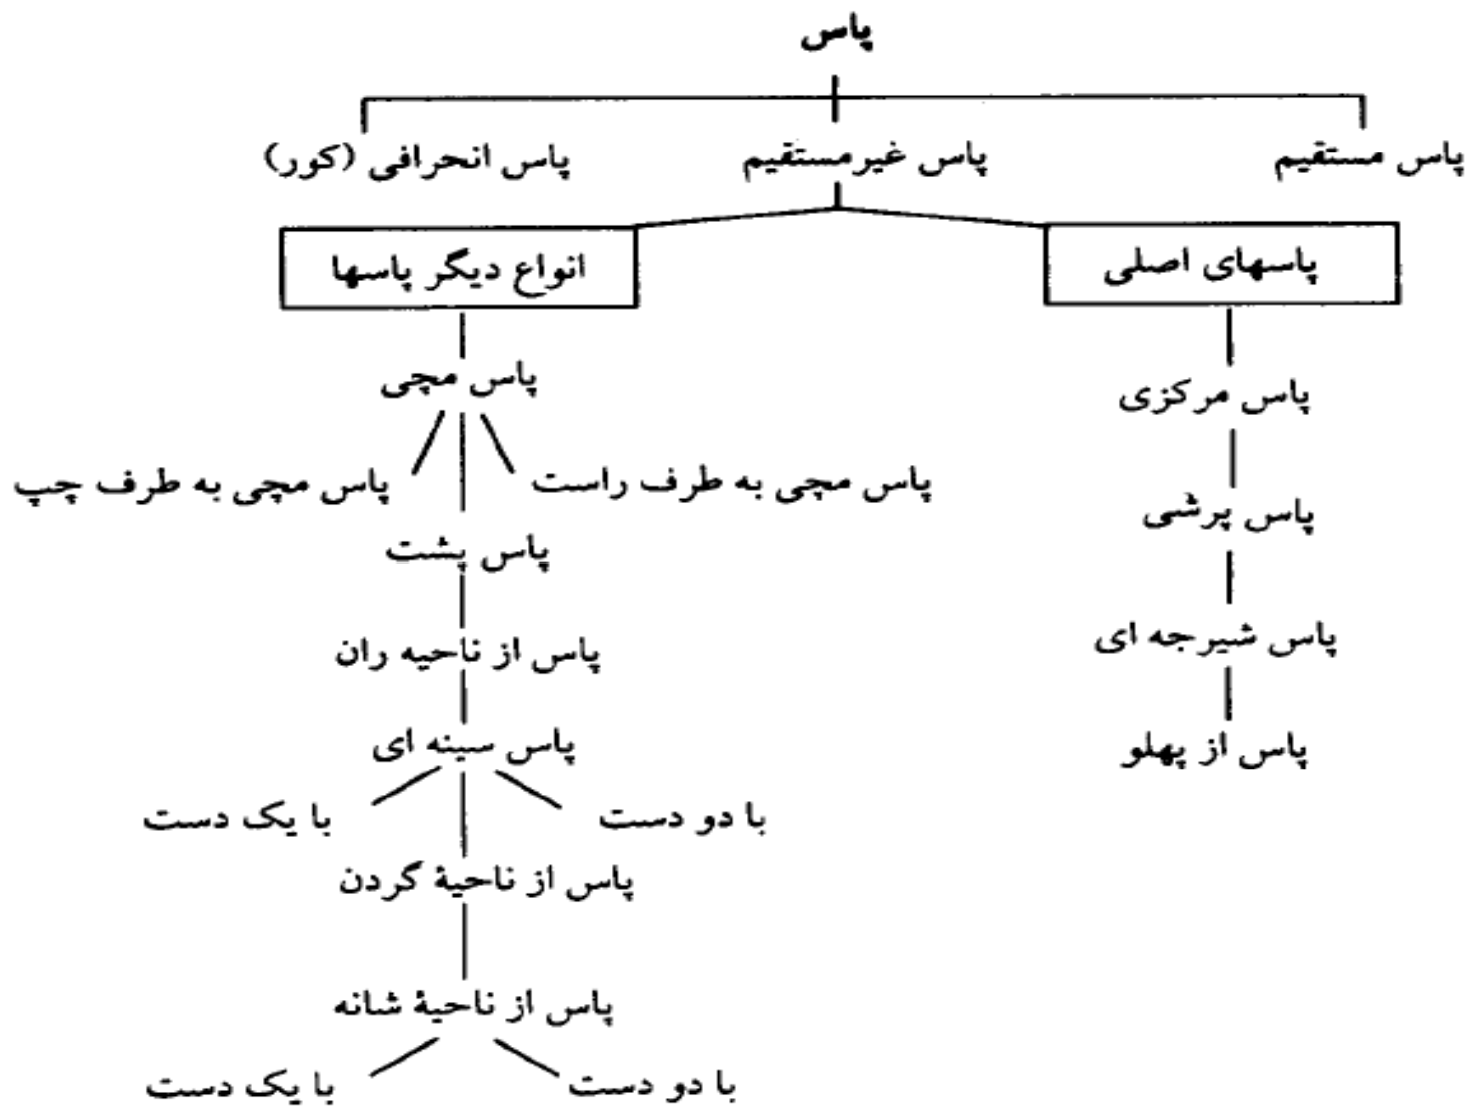 پاس
پاس مستقیم
پاس غیرمستقیم
پاس انحرافی (کور)
پاسهای اصلی
انواع دیگر پاسها
پاس مرکزی
پاس پرشی
پاس شیرجه ای
پاس از پهلو
پاس مچی
پاس مچی به طرف راست
پاس مچی به طرف چپ
پاس پشت
پاس از ناحیه ران
پاس سینه ای
با دو دست
با یک دست
پاس از ناحیۀ گردن
پاس از ناحیۀ شانه
با دو دست
با یک دست